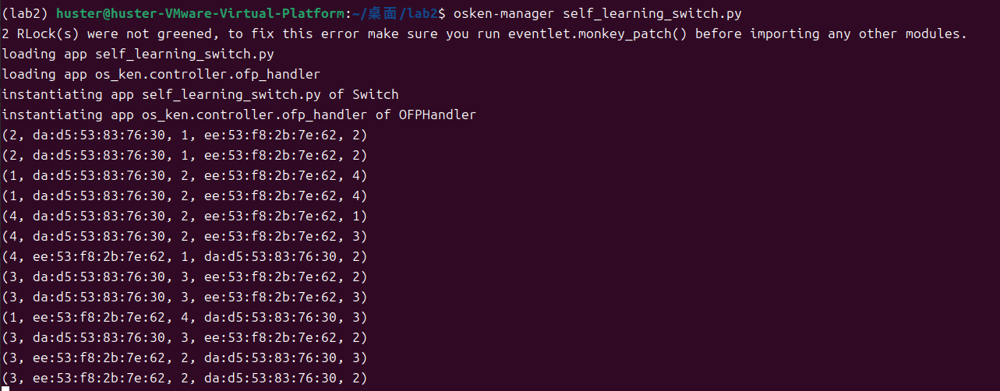 (lab2) huster@huster-VMware-Virtual-Platform:~/桌面/lab2$ osken-manager self_learning_switch.py
2 RLock(s) were not greened, to fix this error make sure you run eventlet.monkey_patch() before importing any other modules.
loading app self_learning_switch.py
loading app os_ken.controller.ofp_handler
instantiating app self_learning_switch.py of Switch
instantiating app os_ken.controller.ofp_handler of OFPHandler
(2, da:d5:53:83:76:30, 1, ee:53:f8:2b:7e:62, 2)
(2, da:d5:53:83:76:30, 1, ee:53:f8:2b:7e:62, 2)
(1, da:d5:53:83:76:30, 2, ee:53:f8:2b:7e:62, 4)
(1, da:d5:53:83:76:30, 2, ee:53:f8:2b:7e:62, 4)
(4, da:d5:53:83:76:30, 2, ee:53:f8:2b:7e:62, 1)
(4, da:d5:53:83:76:30, 2, ee:53:f8:2b:7e:62, 3)
(4, ee:53:f8:2b:7e:62, 1, da:d5:53:83:76:30, 2)
(3, da:d5:53:83:76:30, 3, ee:53:f8:2b:7e:62, 2)
(3, da:d5:53:83:76:30, 3, ee:53:f8:2b:7e:62, 3)
(1, ee:53:f8:2b:7e:62, 4, da:d5:53:83:76:30, 3)
(3, da:d5:53:83:76:30, 3, ee:53:f8:2b:7e:62, 2)
(3, ee:53:f8:2b:7e:62, 2, da:d5:53:83:76:30, 3)
(3, ee:53:f8:2b:7e:62, 2, da:d5:53:83:76:30, 2)